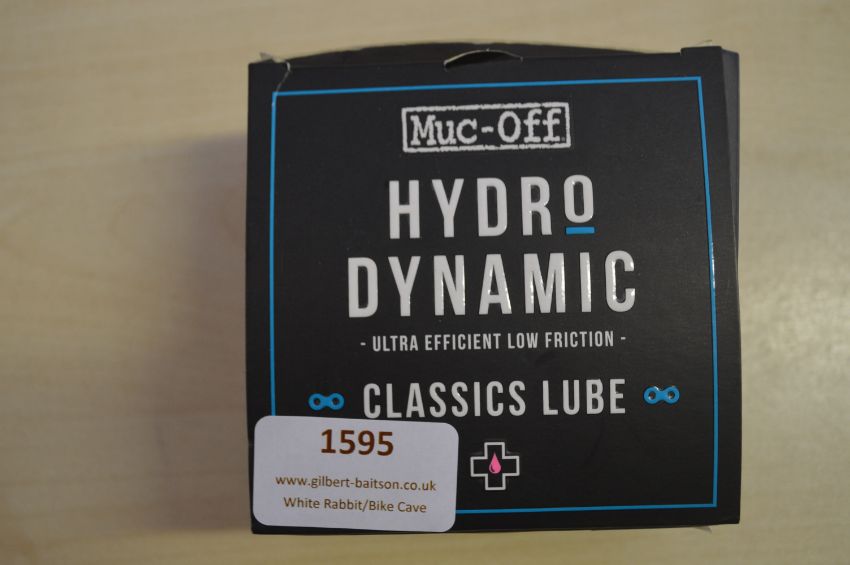 Muc-Off
HYDRO
DYNAMIC
- ULTRA EFFICIENT LOW FRICTION -
CLASSICS LUBE
1595
www.gilbert-baitson.co.uk
White Rabbit/Bike Cave